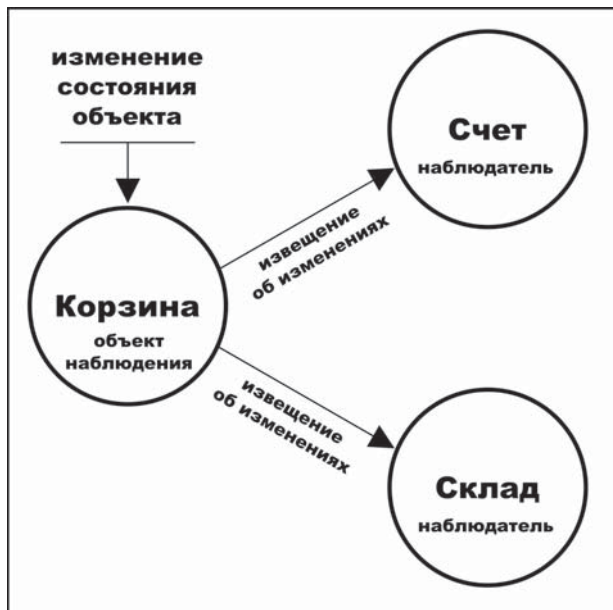 изменение
состояния
объекта
Счет
наблюдатель
извещение
об изменениях
Корзина
объект
наблюдения
извещение
об изменениях
Склад
наблюдатель